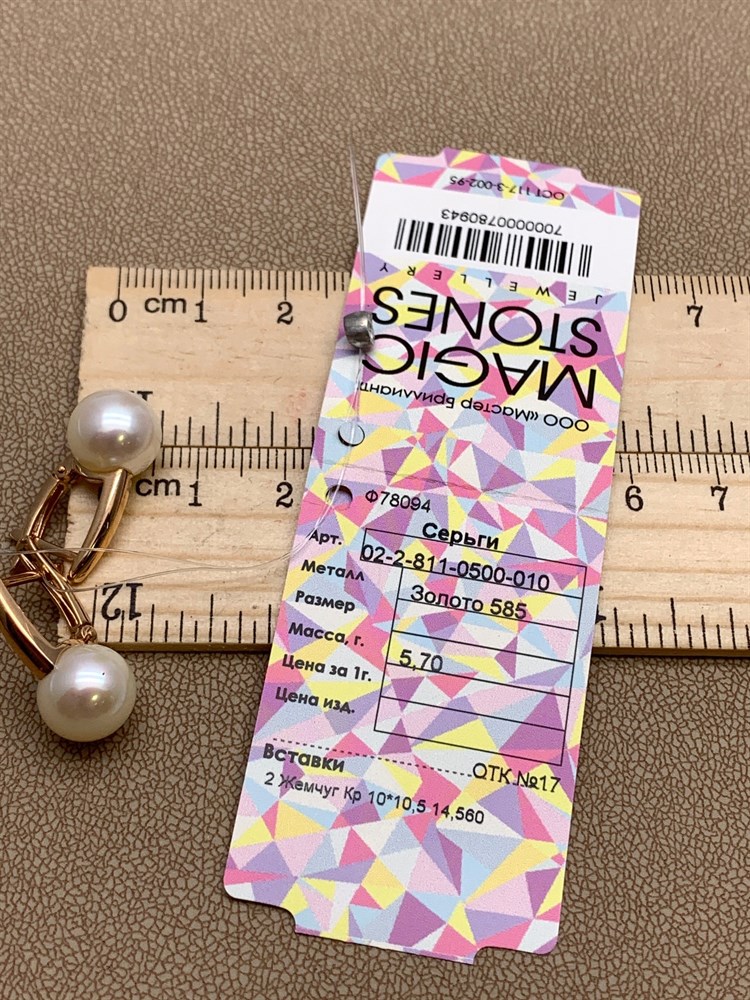 ОСТ 117-3-002-95
7000000780943
JEWELLERY
MAGIC
STONES
ООО «Мастер Бриллиант
Ф78094
Серьги
Арт. 02-2-811-0500-010
Металл Золото 585
Размер
Масса, г. 5,70
Цена за 1г.
Цена изд.
Вставки ОТК №17
2 Жемчуг Кр 10*10,5 14,560
0 cm 1 2 7
cm 1 2 6 7
12